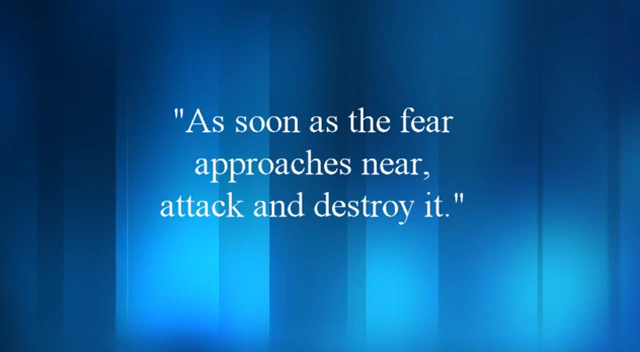 "As soon as the fear
approaches near,
attack and destroy it."